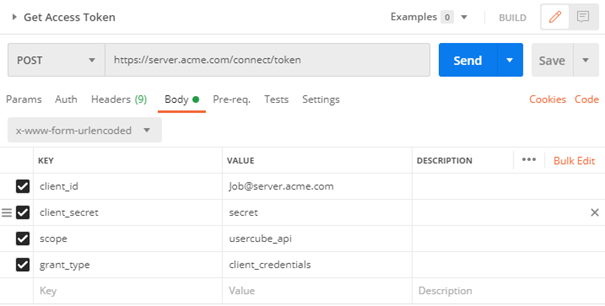 Get Access Token Examples 0 BUILD
POST https://server.acme.com/connect/token Send Save
Params Auth Headers (9) Body Pre-req. Tests Settings Cookies Code
x-www-form-urlencoded
KEY VALUE DESCRIPTION ••• Bulk Edit
client_id Job@server.acme.com
client_secret secret
scope usercube_api
grant_type client_credentials
Key Value Description